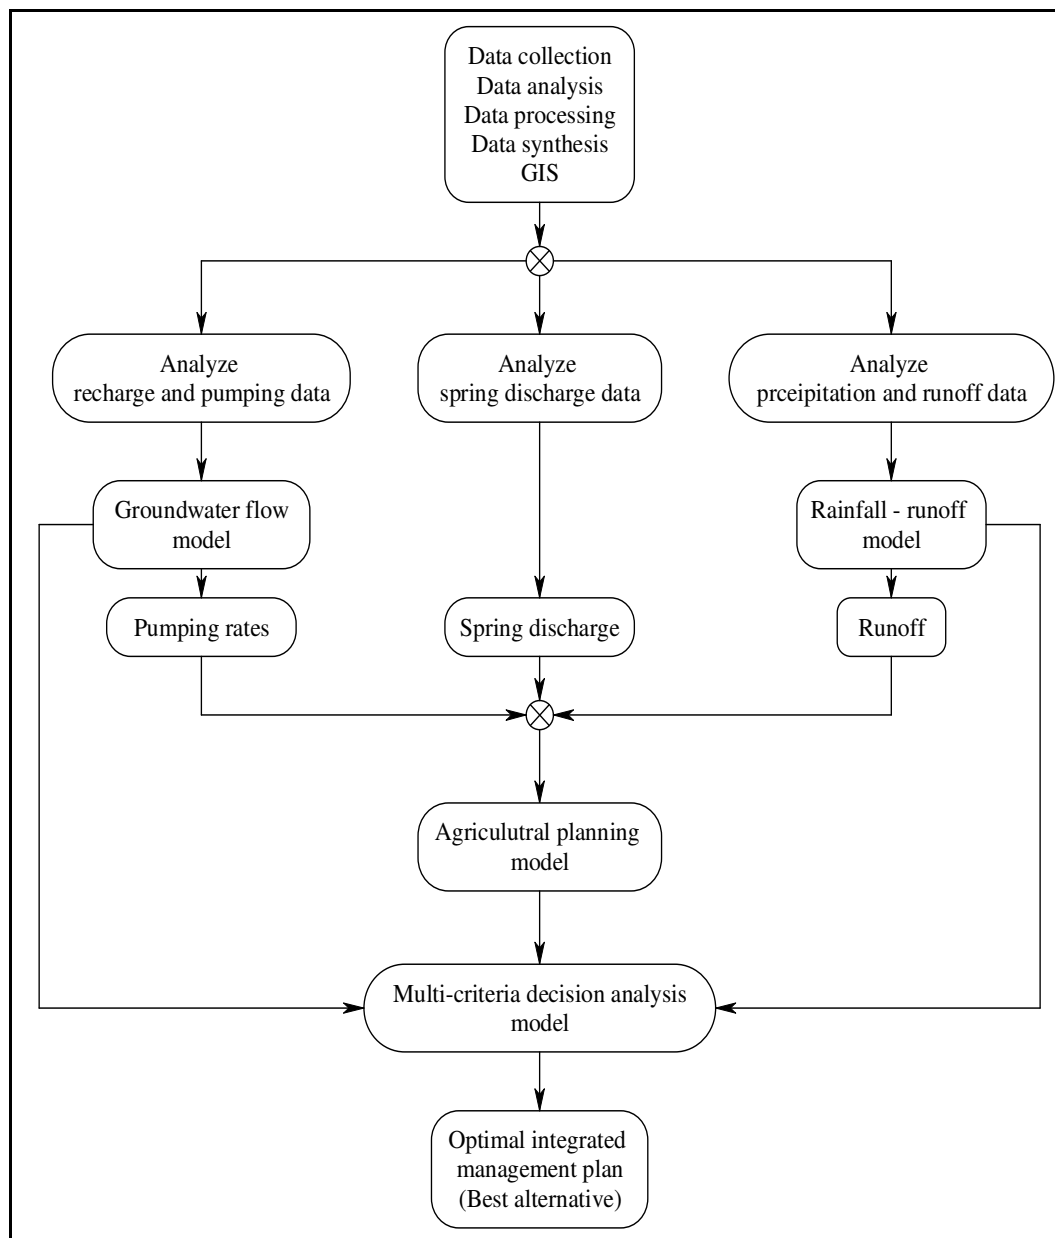 Data collection
Data analysis
Data processing
Data synthesis
GIS
Analyze
recharge and pumping data
Analyze
spring discharge data
Analyze
prceipitation and runoff data
Groundwater flow
model
Rainfall - runoff
model
Pumping rates
Spring discharge
Runoff
Agriculutral planning
model
Multi-criteria decision analysis
model
Optimal integrated
management plan
(Best alternative)